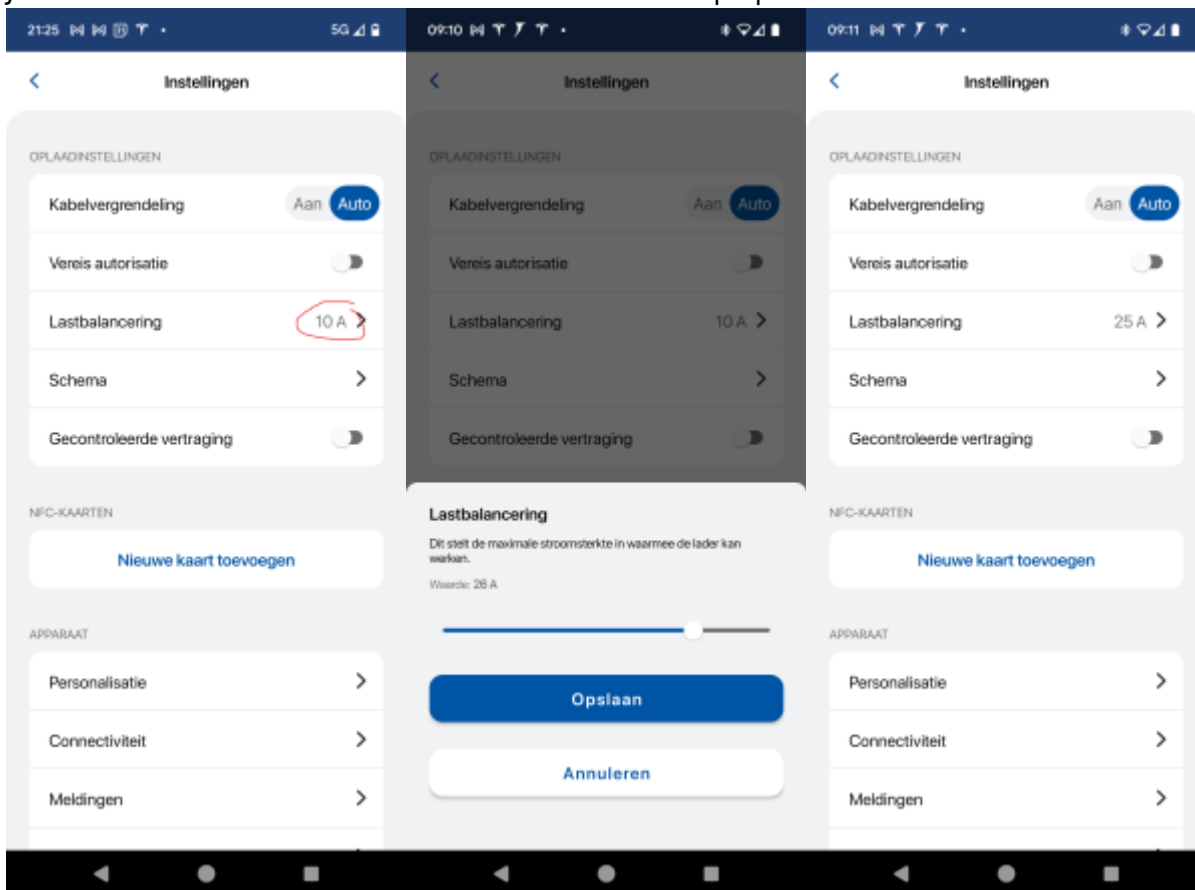 21:25
5G
Instellingen
OPLAADINSTELLINGEN
Kabelvergrendeling
Aan Auto
Vereis autorisatie
Lastbalancering
10 A
Schema
Gecontroleerde vertraging
NFC-KAARTEN
Nieuwe kaart toevoegen
APPARAAT
Personalisatie
Connectiviteit
Meldingen
09:10
Instellingen
OPLAADINSTELLINGEN
Kabelvergrendeling
Aan Auto
Vereis autorisatie
Lastbalancering
10 A
Schema
Gecontroleerde vertraging
Lastbalancering
Dit stelt de maximale stroomsterkte in waarmee de lader kan
werken.
Waarde: 26 A
Opslaan
Annuleren
09:11
Instellingen
OPLAADINSTELLINGEN
Kabelvergrendeling
Aan Auto
Vereis autorisatie
Lastbalancering
25 A
Schema
Gecontroleerde vertraging
NFC-KAARTEN
Nieuwe kaart toevoegen
APPARAAT
Personalisatie
Connectiviteit
Meldingen